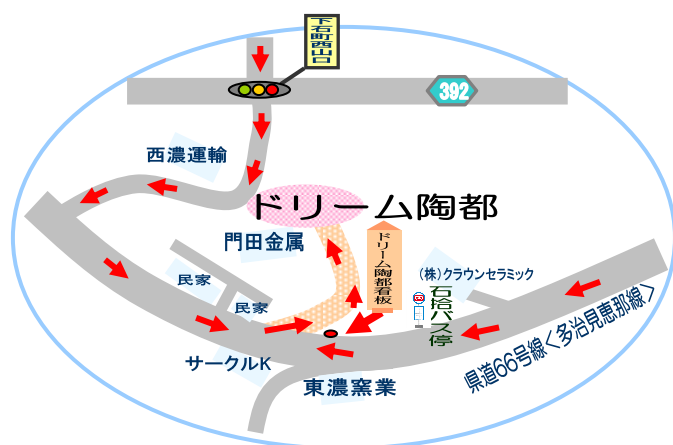 下石町西山口
392
西濃運輸
ドリーム陶都
門田金属
ドリーム陶都看板
(株)クラウンセラミック
民家
民家
石拾バス停
県道66号線<多治見恵那線>
サークルK
東濃窯業